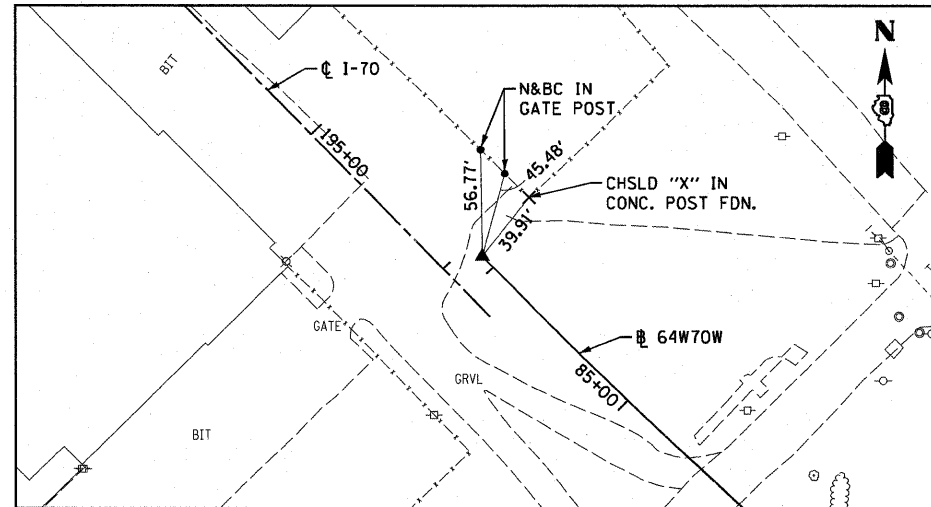 BIT
℄ I-70
N&BC IN
GATE POST
N
8
195+00
56.77'
45.48'
39.91'
CHSLD "X" IN
CONC. POST FDN.
GATE
GRVL
BIT
B̲L 64W70W
85+00